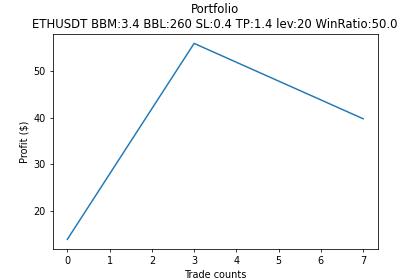 Portfolio
ETHUSDT BBM:3.4 BBL:260 SL:0.4 TP:1.4 lev:20 WinRatio:50.0
Profit ($)
50
40
30
20
0 1 2 3 4 5 6 7
Trade counts